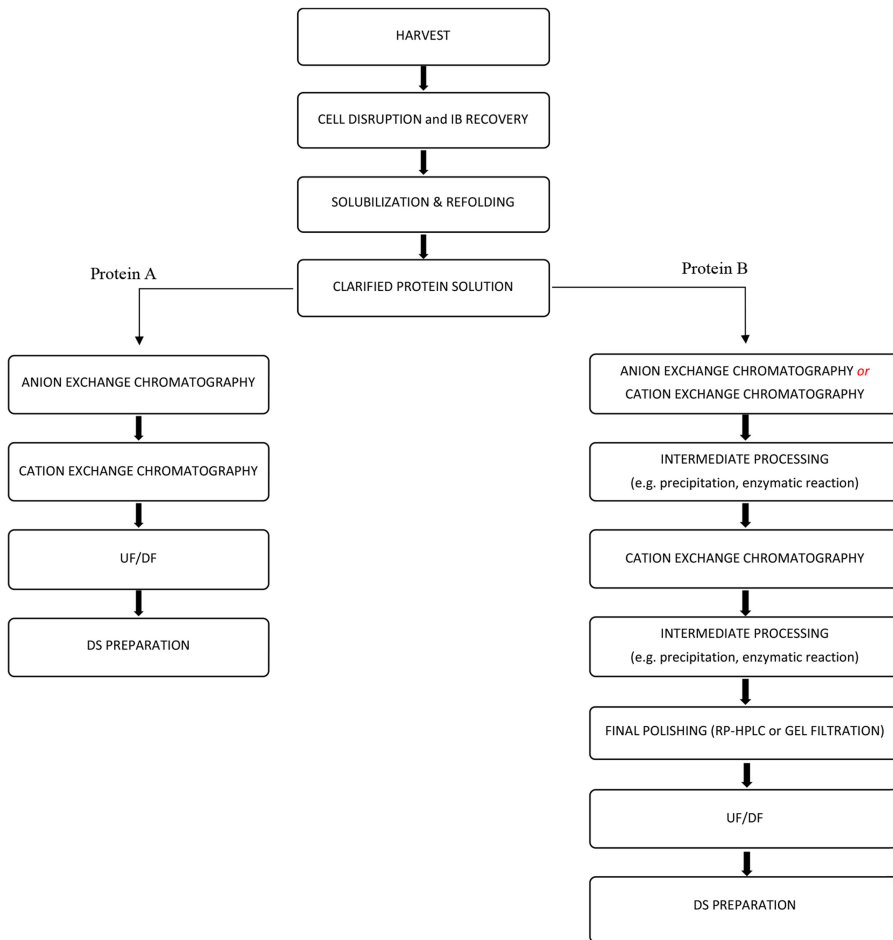 HARVEST
CELL DISRUPTION and IB RECOVERY
SOLUBILIZATION & REFOLDING
CLARIFIED PROTEIN SOLUTION
Protein A
ANION EXCHANGE CHROMATOGRAPHY
CATION EXCHANGE CHROMATOGRAPHY
UF/DF
DS PREPARATION
Protein B
ANION EXCHANGE CHROMATOGRAPHY or
CATION EXCHANGE CHROMATOGRAPHY
INTERMEDIATE PROCESSING
(e.g. precipitation, enzymatic reaction)
CATION EXCHANGE CHROMATOGRAPHY
INTERMEDIATE PROCESSING
(e.g. precipitation, enzymatic reaction)
FINAL POLISHING (RP-HPLC or GEL FILTRATION)
UF/DF
DS PREPARATION